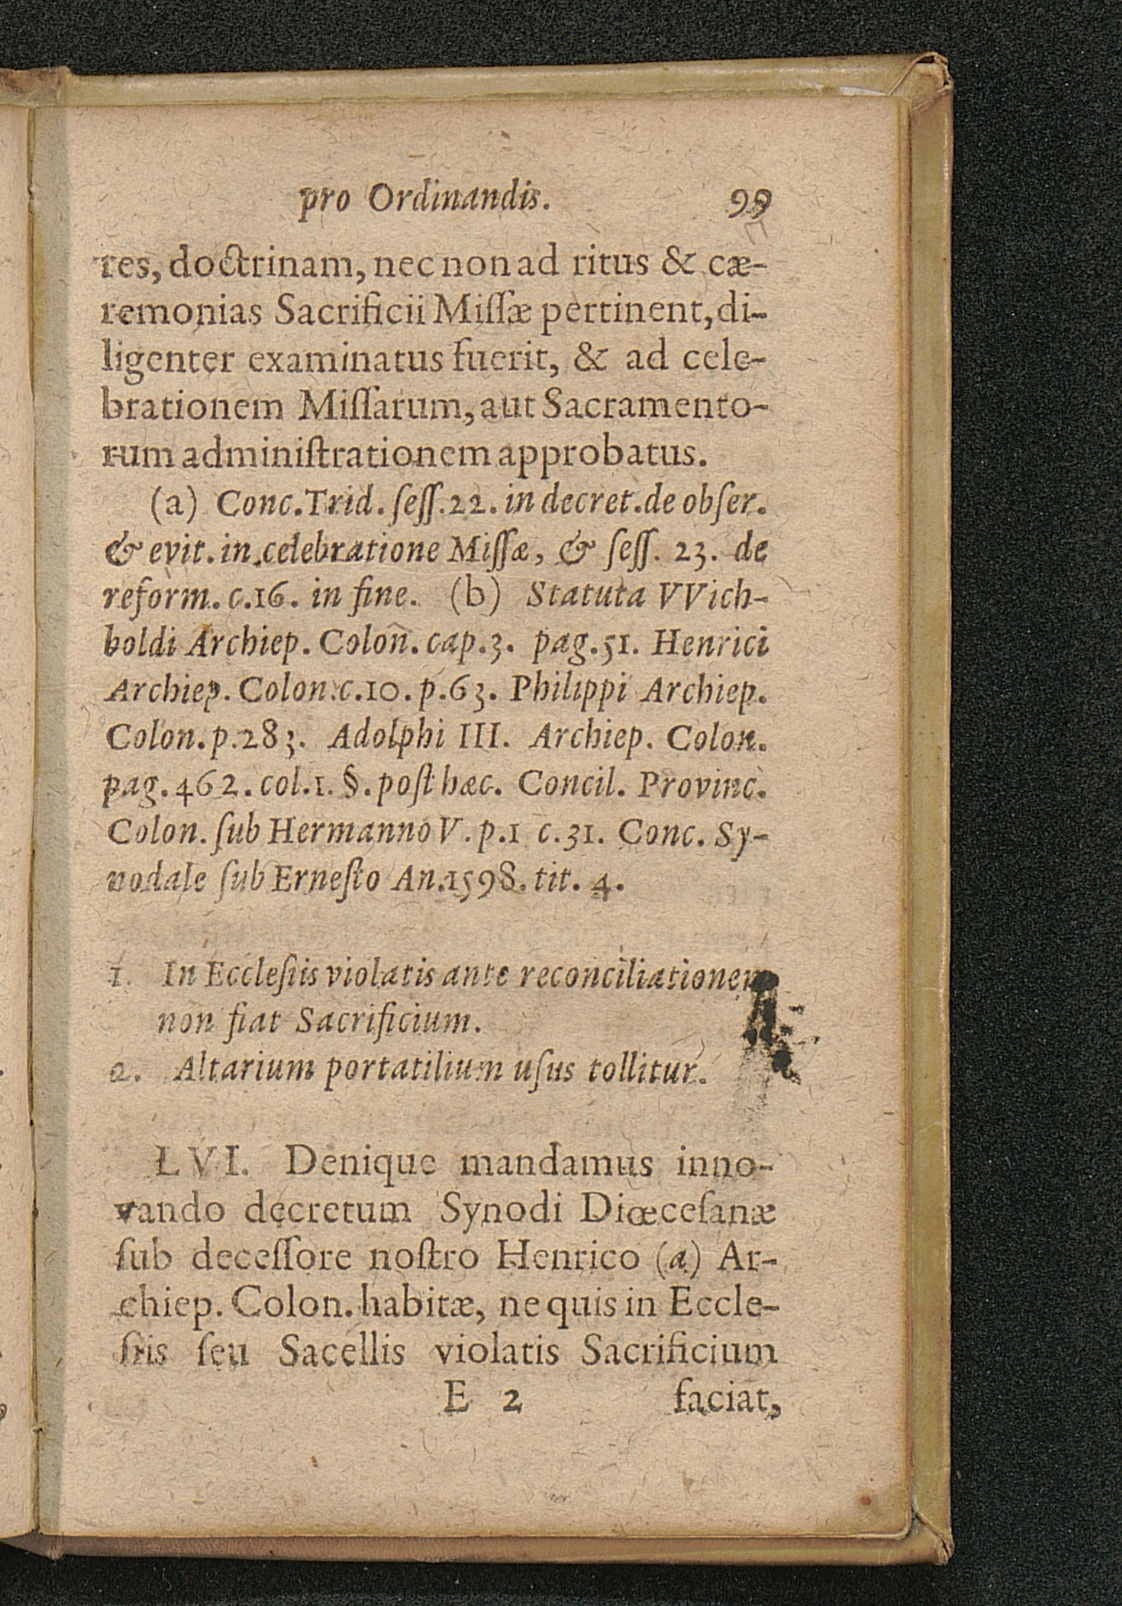 pro Ordinandis. 99
res, doctrinam, nec non ad ritus & cæ-
remonias Sacrificii Miſſæ pertinent, di-
ligenter examinatus fuerit, & ad cele-
brationem Miſſarum, aut Sacramento-
rum adminiſtrationem approbatus.
(a) Conc. Trid. ſeſſ. 22. in decret. de obſer.
& evit. in celebratione Miſſæ, & ſeſſ. 23. de
reform. c. 16. in fine. (b) Statuta VVich-
boldi Archiep. Colon. cap. 3. pag. 51. Henrici
Archiep. Colon. c. 10. p. 63. Philippi Archiep.
Colon. p. 283. Adolphi III. Archiep. Colon.
pag. 462. col. 1. §. poſt hæc. Concil. Provinc.
Colon. ſub Hermanno V. p. 1 c. 31. Conc. Sy-
nodale ſub Erneſto An. 1598. tit. 4.
1. In Eccleſiis violatis ante reconciliationem
non fiat Sacrificium.
2. Altarium portatilium uſus tollitur.
LVI. Denique mandamus inno-
vando decretum Synodi Diœceſanæ
ſub deceſſore noſtro Henrico (a) Ar-
chiep. Colon. habitæ, ne quis in Eccle-
ſiis ſeu Sacellis violatis Sacrificium
E 2 faciat,